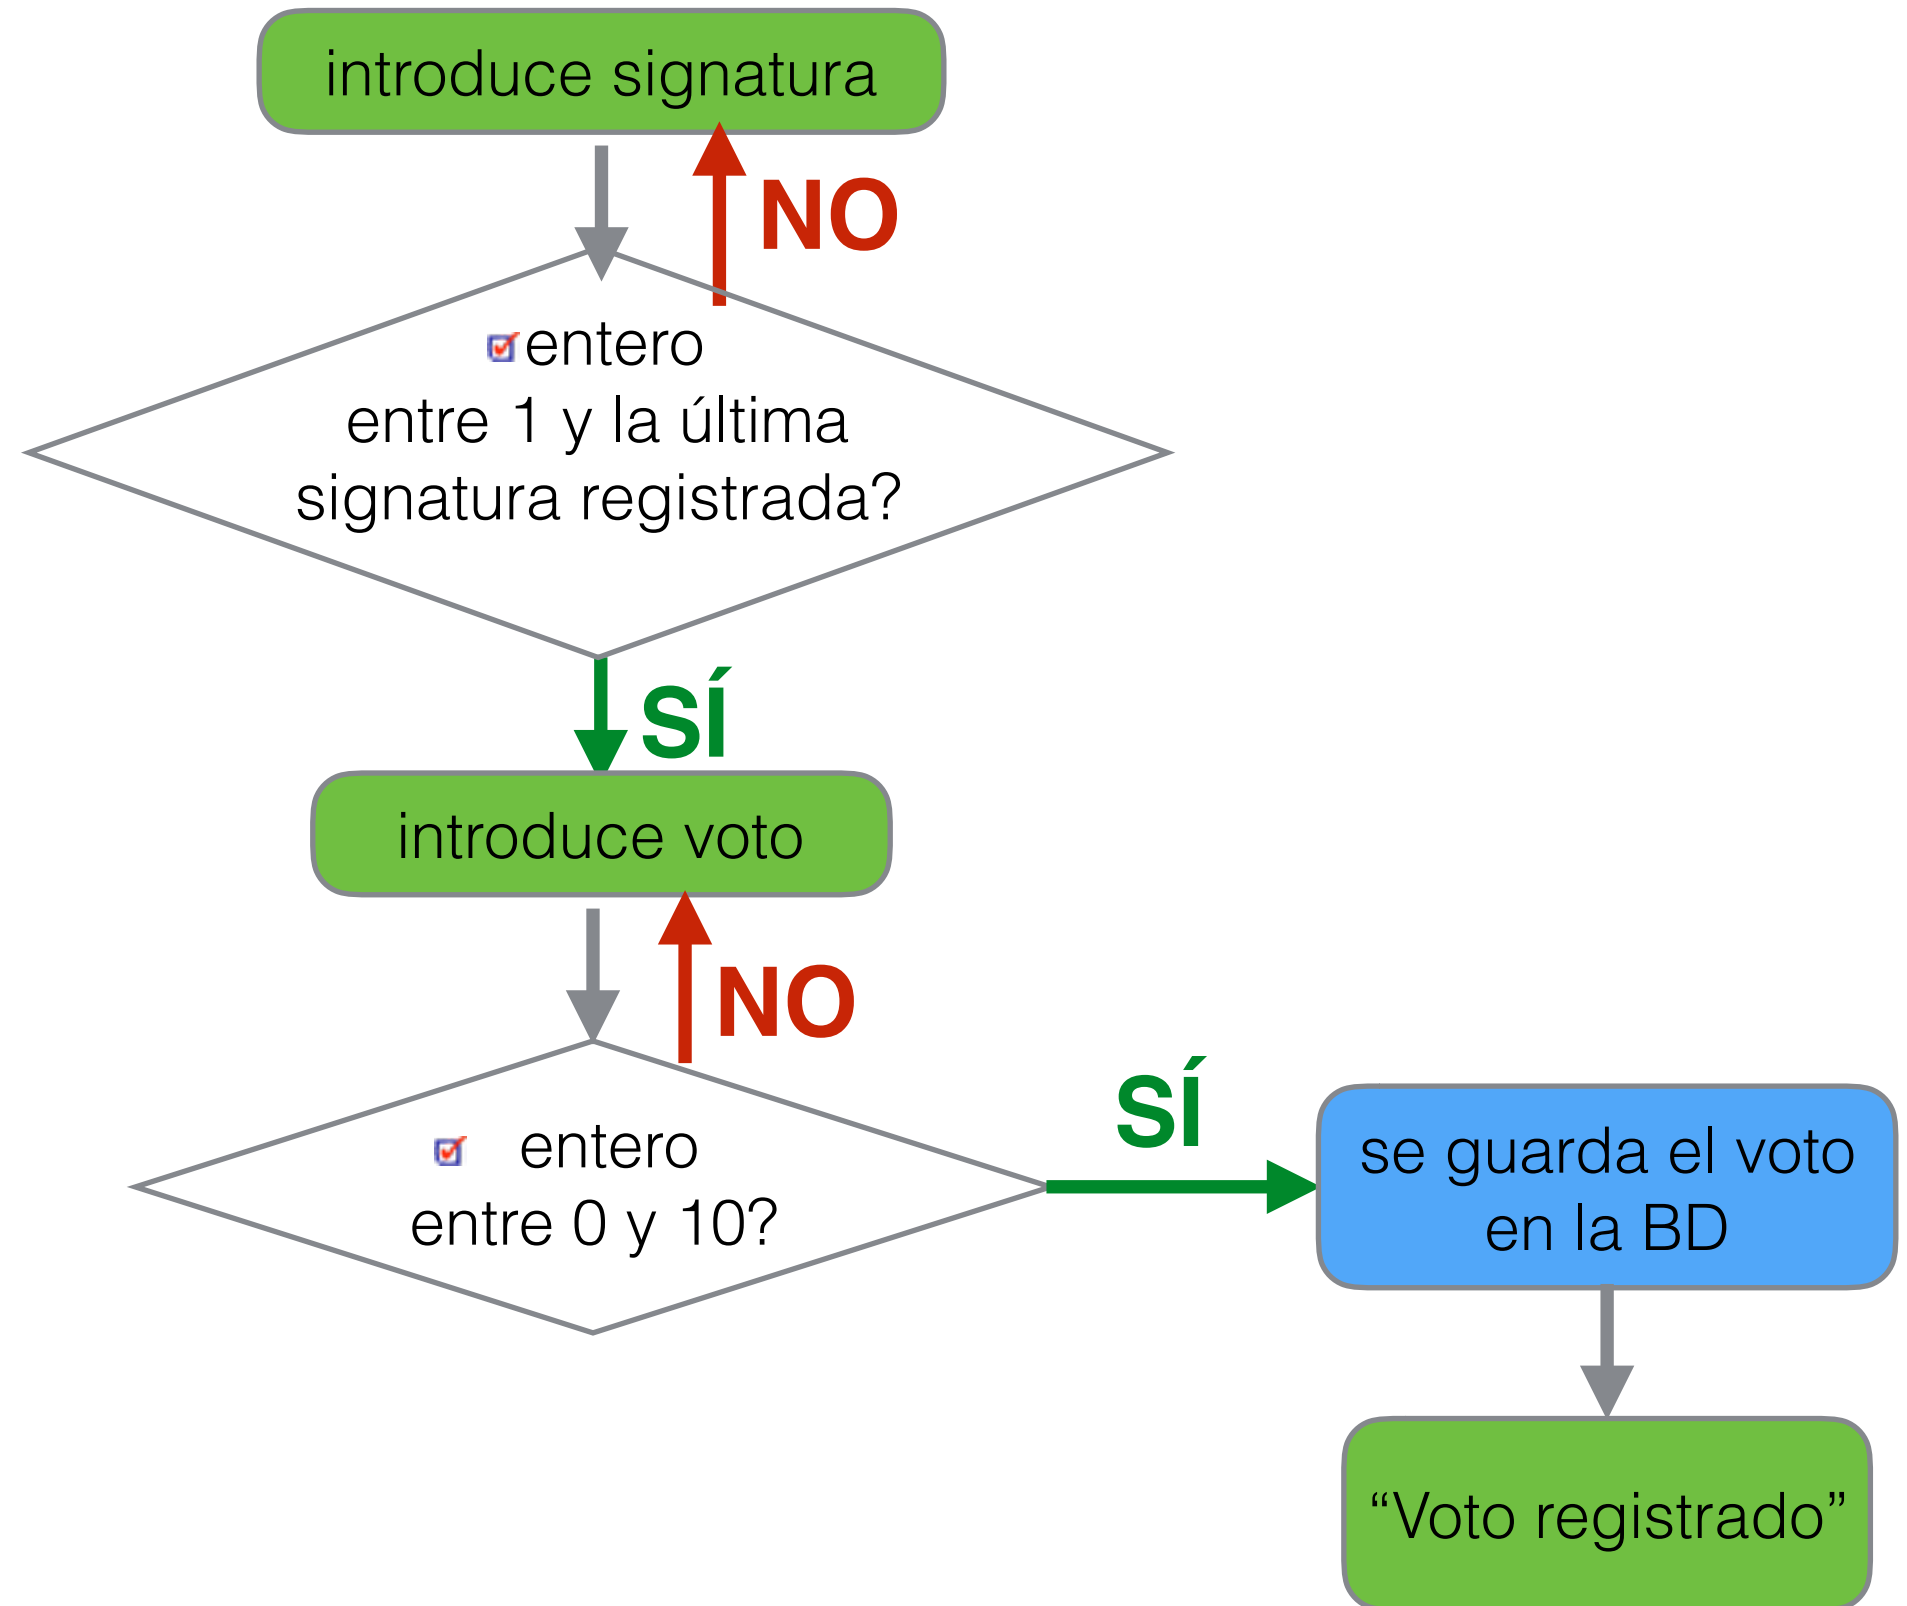 introduce signatura
NO
entero
entre 1 y la última
signatura registrada?
SÍ
introduce voto
NO
entero
entre 0 y 10?
SÍ
se guarda el voto
en la BD
“Voto registrado”